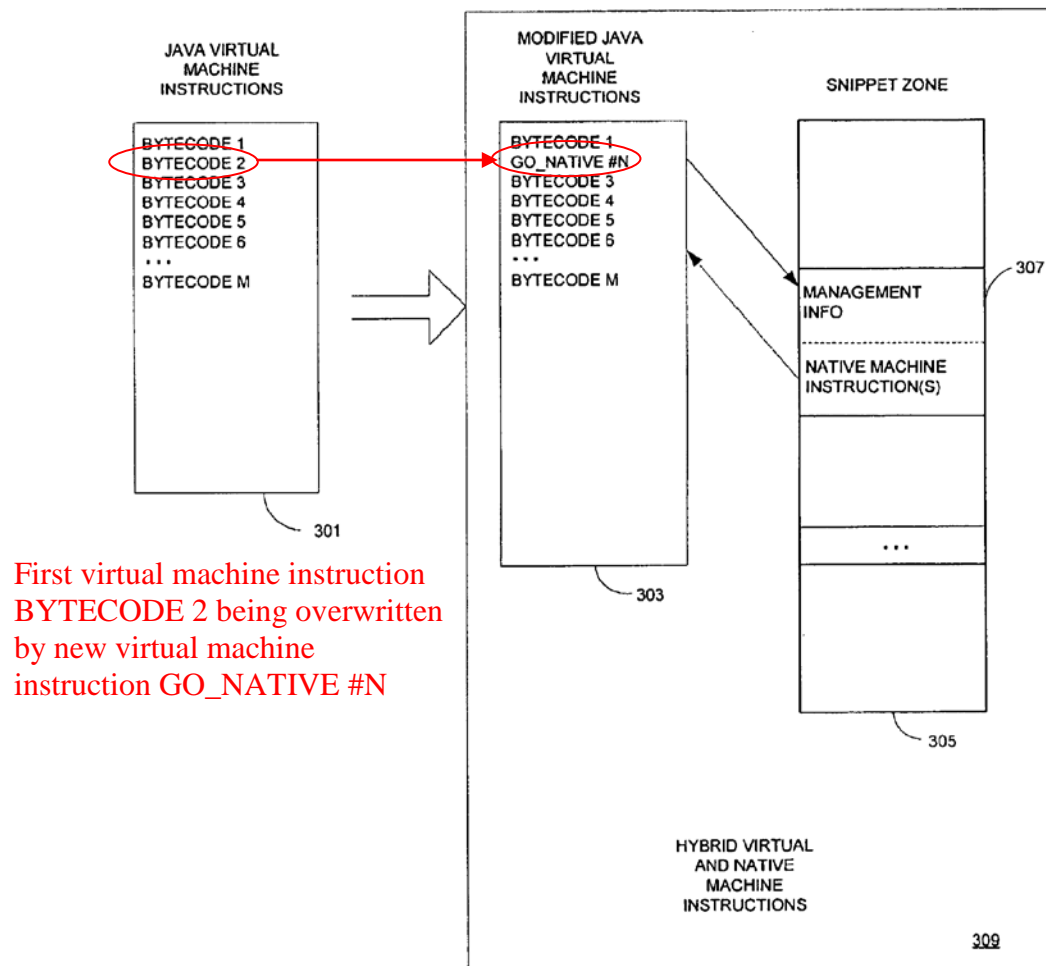 JAVA VIRTUAL
MACHINE
INSTRUCTIONS
BYTECODE 1
BYTECODE 2
BYTECODE 3
BYTECODE 4
BYTECODE 5
BYTECODE 6
...
BYTECODE M
301
First virtual machine instruction
BYTECODE 2 being overwritten
by new virtual machine
instruction GO_NATIVE #N
MODIFIED JAVA
VIRTUAL
MACHINE
INSTRUCTIONS
BYTECODE 1
GO_NATIVE #N
BYTECODE 3
BYTECODE 4
BYTECODE 5
BYTECODE 6
...
BYTECODE M
303
SNIPPET ZONE
307
MANAGEMENT
INFO
NATIVE MACHINE
INSTRUCTION(S)
...
305
HYBRID VIRTUAL
AND NATIVE
MACHINE
INSTRUCTIONS
309